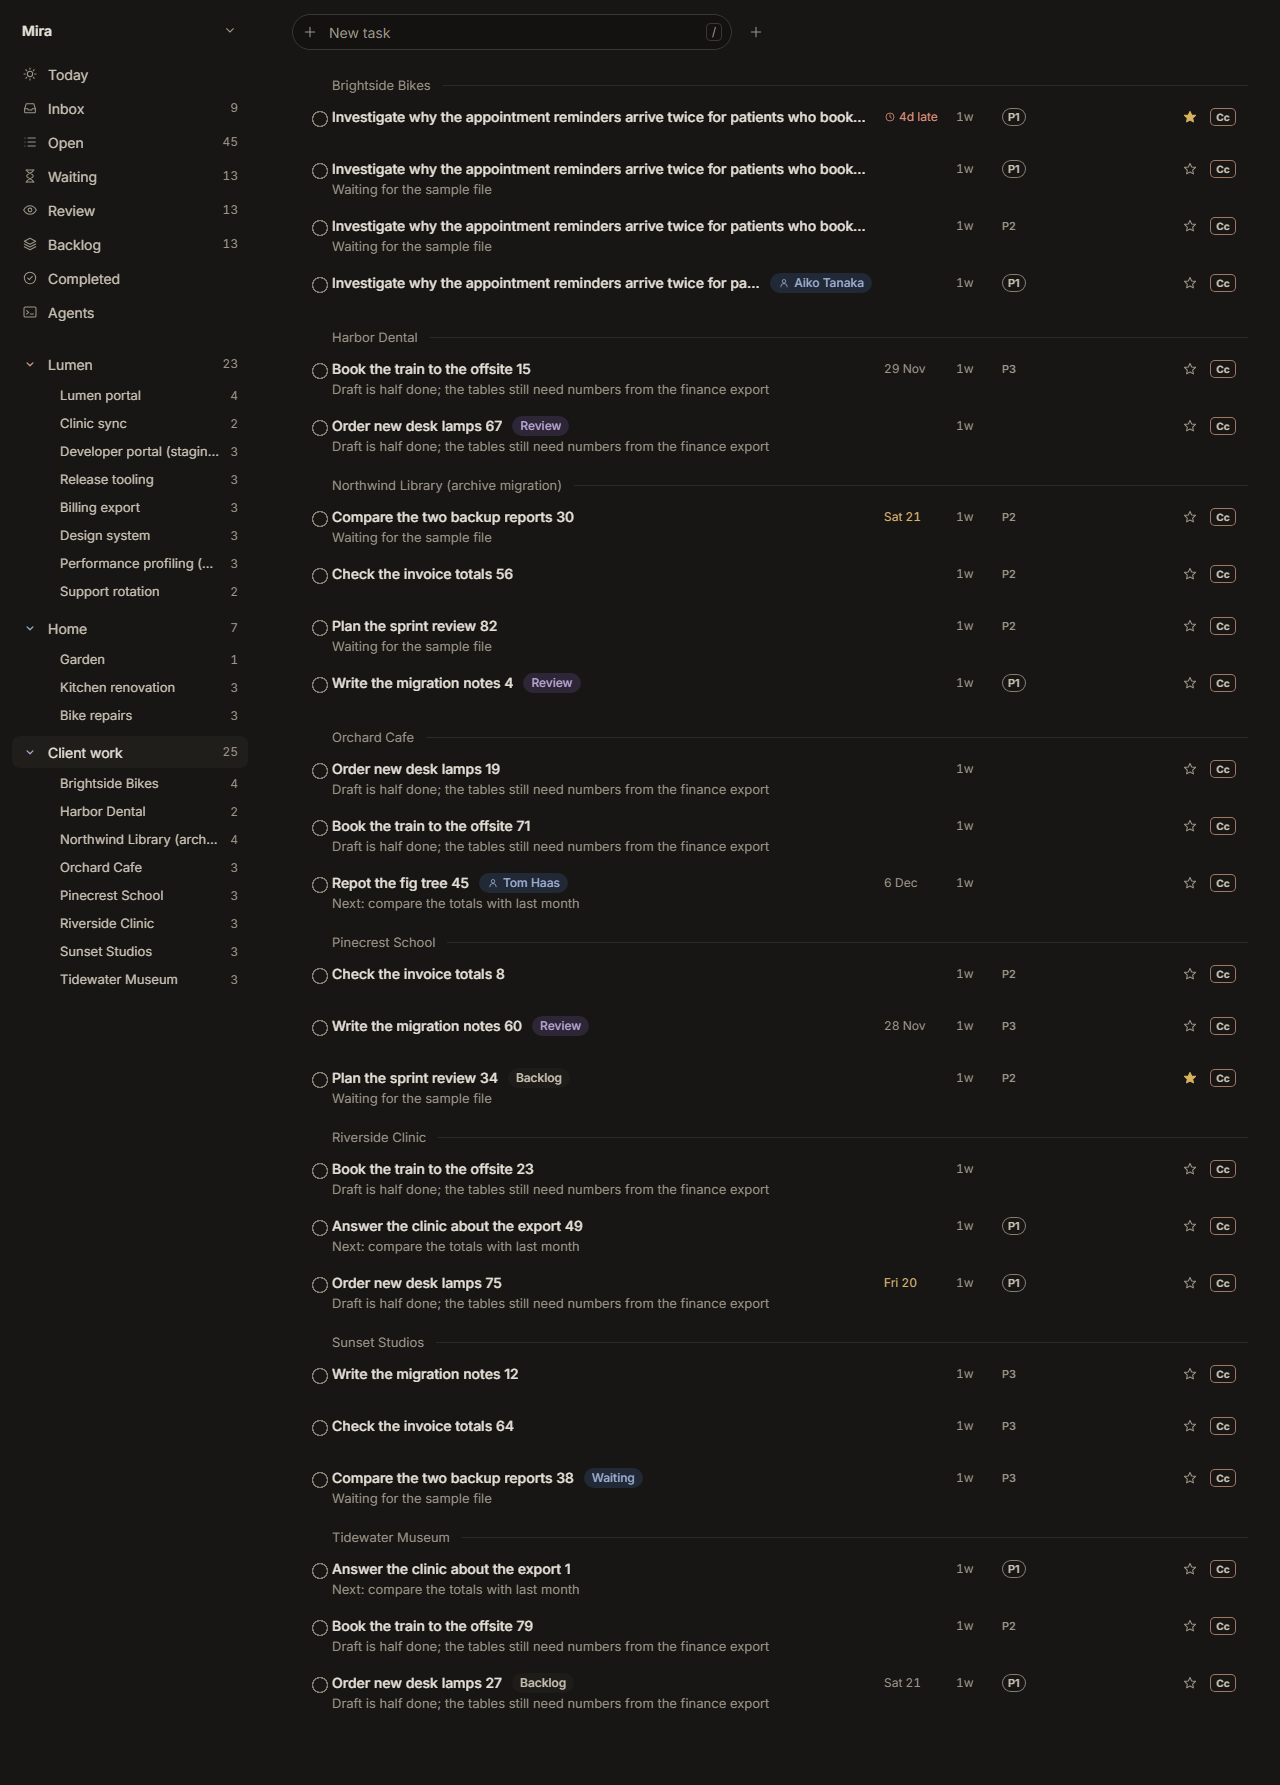 Mira
New task /
Today
Inbox 9
Open 45
Waiting 13
Review 13
Backlog 13
Completed
Agents
Lumen 23
Lumen portal 4
Clinic sync 2
Developer portal (stagin... 3
Release tooling 3
Billing export 3
Design system 3
Performance profiling (... 3
Support rotation 2
Home 7
Garden 1
Kitchen renovation 3
Bike repairs 3
Client work 25
Brightside Bikes 4
Harbor Dental 2
Northwind Library (arch... 4
Orchard Cafe 3
Pinecrest School 3
Riverside Clinic 3
Sunset Studios 3
Tidewater Museum 3
Brightside Bikes
Investigate why the appointment reminders arrive twice for patients who book... 4d late 1w P1 Cc
Investigate why the appointment reminders arrive twice for patients who book... 1w P1 Cc
Waiting for the sample file
Investigate why the appointment reminders arrive twice for patients who book... 1w P2 Cc
Waiting for the sample file
Investigate why the appointment reminders arrive twice for pa... Aiko Tanaka 1w P1 Cc
Harbor Dental
Book the train to the offsite 15 29 Nov 1w P3 Cc
Draft is half done; the tables still need numbers from the finance export
Order new desk lamps 67 Review 1w Cc
Draft is half done; the tables still need numbers from the finance export
Northwind Library (archive migration)
Compare the two backup reports 30 Sat 21 1w P2 Cc
Waiting for the sample file
Check the invoice totals 56 1w P2 Cc
Plan the sprint review 82 1w P2 Cc
Waiting for the sample file
Write the migration notes 4 Review 1w P1 Cc
Orchard Cafe
Order new desk lamps 19 1w Cc
Draft is half done; the tables still need numbers from the finance export
Book the train to the offsite 71 1w Cc
Draft is half done; the tables still need numbers from the finance export
Repot the fig tree 45 Tom Haas 6 Dec 1w Cc
Next: compare the totals with last month
Pinecrest School
Check the invoice totals 8 1w P2 Cc
Write the migration notes 60 Review 28 Nov 1w P3 Cc
Plan the sprint review 34 Backlog 1w P2 Cc
Waiting for the sample file
Riverside Clinic
Book the train to the offsite 23 1w Cc
Draft is half done; the tables still need numbers from the finance export
Answer the clinic about the export 49 1w P1 Cc
Next: compare the totals with last month
Order new desk lamps 75 Fri 20 1w P1 Cc
Draft is half done; the tables still need numbers from the finance export
Sunset Studios
Write the migration notes 12 1w P3 Cc
Check the invoice totals 64 1w P3 Cc
Compare the two backup reports 38 Waiting 1w P3 Cc
Waiting for the sample file
Tidewater Museum
Answer the clinic about the export 1 1w P1 Cc
Next: compare the totals with last month
Book the train to the offsite 79 1w P2 Cc
Draft is half done; the tables still need numbers from the finance export
Order new desk lamps 27 Backlog Sat 21 1w P1 Cc
Draft is half done; the tables still need numbers from the finance export